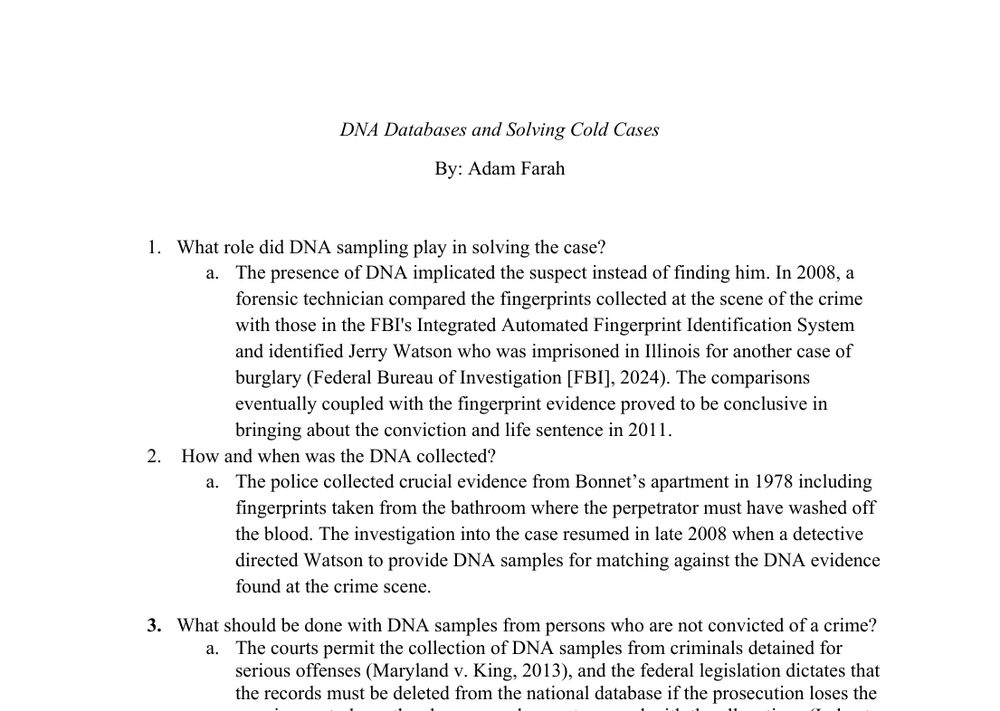 DNA Databases and Solving Cold Cases
By: Adam Farah
1. What role did DNA sampling play in solving the case?
a. The presence of DNA implicated the suspect instead of finding him. In 2008, a
forensic technician compared the fingerprints collected at the scene of the crime
with those in the FBI's Integrated Automated Fingerprint Identification System
and identified Jerry Watson who was imprisoned in Illinois for another case of
burglary (Federal Bureau of Investigation [FBI], 2024). The comparisons
eventually coupled with the fingerprint evidence proved to be conclusive in
bringing about the conviction and life sentence in 2011.
2. How and when was the DNA collected?
a. The police collected crucial evidence from Bonnet’s apartment in 1978 including
fingerprints taken from the bathroom where the perpetrator must have washed off
the blood. The investigation into the case resumed in late 2008 when a detective
directed Watson to provide DNA samples for matching against the DNA evidence
found at the crime scene.
3. What should be done with DNA samples from persons who are not convicted of a crime?
a. The courts permit the collection of DNA samples from criminals detained for
serious offenses (Maryland v. King, 2013), and the federal legislation dictates that
the records must be deleted from the national database if the prosecution loses the